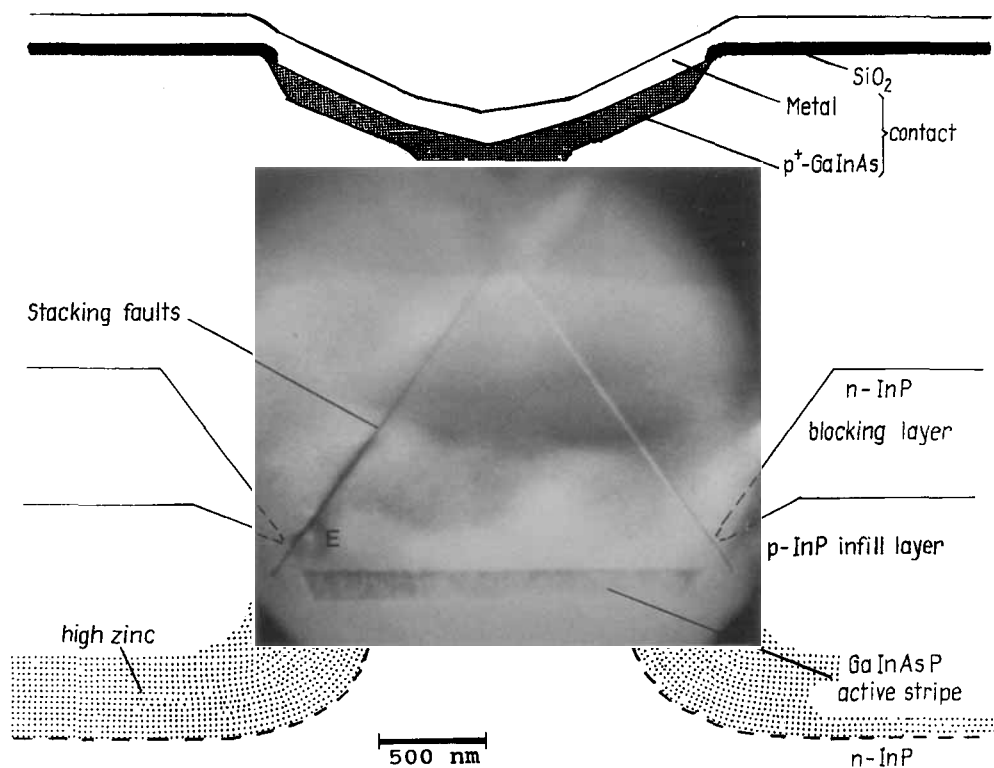 SiO₂
Metal
contact
p⁺-GaInAs
Stacking faults
n-InP
blocking layer
E
p-InP infill layer
high zinc
GaInAsP
active stripe
500 nm
n-InP